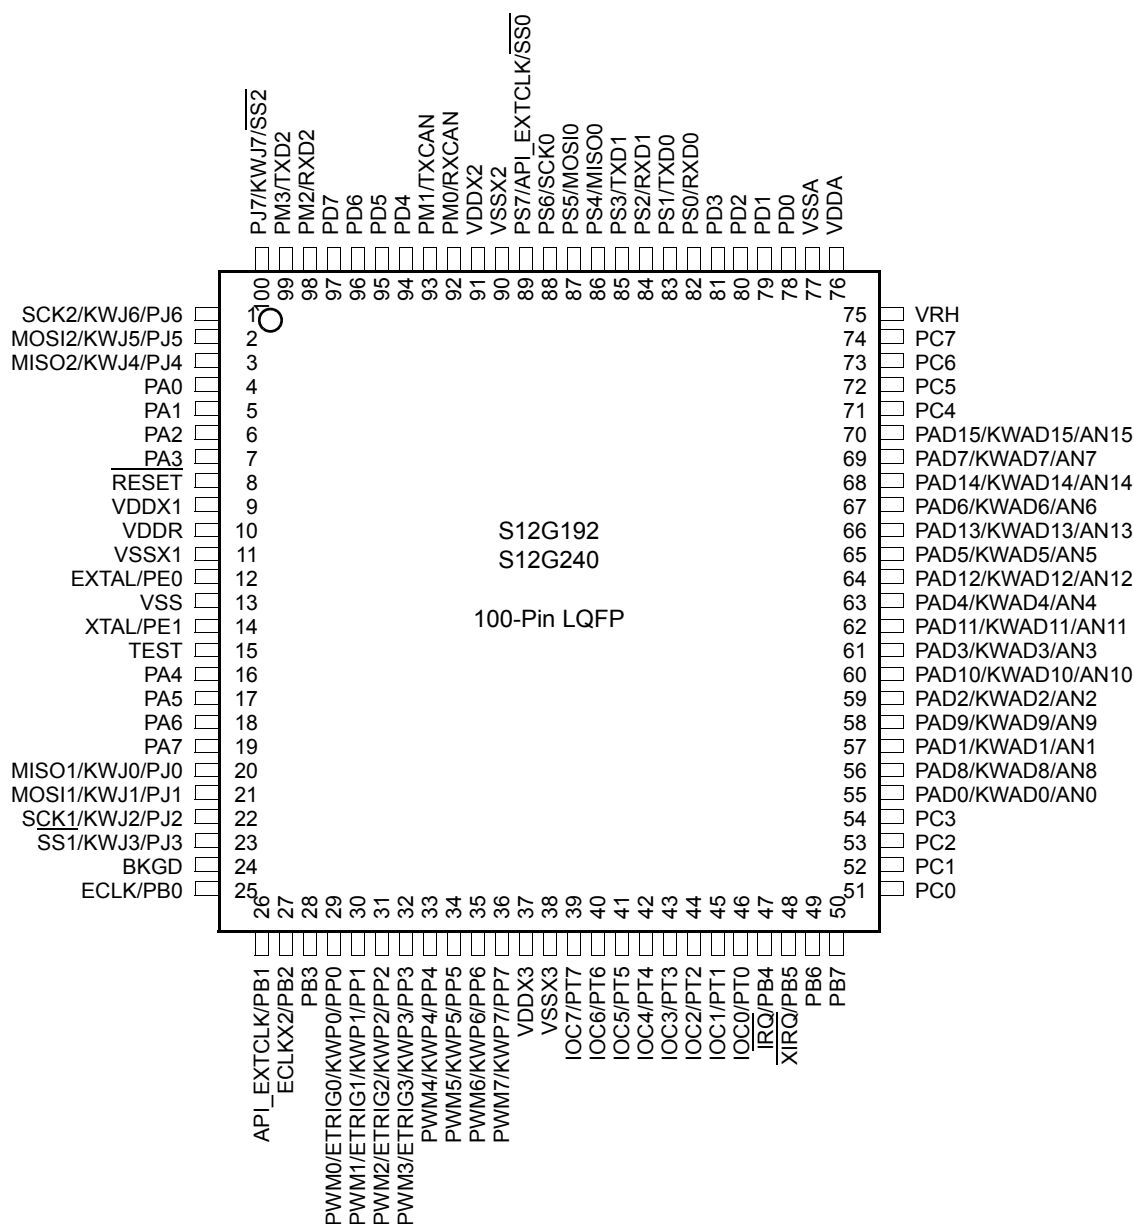 PJ7/KWJ7/SS2
PM3/TXD2
PM2/RXD2
PD7
PD6
PD5
PD4
PM1/TXCAN
PM0/RXCAN
VDDX2
VSSX2
PS7/API_EXTCLK/SS0
PS6/SCK0
PS5/MOSI0
PS4/MISO0
PS3/TXD1
PS2/RXD1
PS1/TXD0
PS0/RXD0
PD3
PD2
PD1
PD0
VSSA
VDDA
100
99
98
97
96
95
94
93
92
91
90
89
88
87
86
85
84
83
82
81
80
79
78
77
76
SCK2/KWJ6/PJ6 1
MOSI2/KWJ5/PJ5 2
MISO2/KWJ4/PJ4 3
PA0 4
PA1 5
PA2 6
PA3 7
RESET 8
VDDX1 9
VDDR 10
VSSX1 11
EXTAL/PE0 12
VSS 13
XTAL/PE1 14
TEST 15
PA4 16
PA5 17
PA6 18
PA7 19
MISO1/KWJ0/PJ0 20
MOSI1/KWJ1/PJ1 21
SCK1/KWJ2/PJ2 22
SS1/KWJ3/PJ3 23
BKGD 24
ECLK/PB0 25
S12G192
S12G240
100-Pin LQFP
75 VRH
74 PC7
73 PC6
72 PC5
71 PC4
70 PAD15/KWAD15/AN15
69 PAD7/KWAD7/AN7
68 PAD14/KWAD14/AN14
67 PAD6/KWAD6/AN6
66 PAD13/KWAD13/AN13
65 PAD5/KWAD5/AN5
64 PAD12/KWAD12/AN12
63 PAD4/KWAD4/AN4
62 PAD11/KWAD11/AN11
61 PAD3/KWAD3/AN3
60 PAD10/KWAD10/AN10
59 PAD2/KWAD2/AN2
58 PAD9/KWAD9/AN9
57 PAD1/KWAD1/AN1
56 PAD8/KWAD8/AN8
55 PAD0/KWAD0/AN0
54 PC3
53 PC2
52 PC1
51 PC0
26
27
28
29
30
31
32
33
34
35
36
37
38
39
40
41
42
43
44
45
46
47
48
49
50
API_EXTCLK/PB1
ECLKX2/PB2
PB3
PWM0/ETRIG0/KWP0/PP0
PWM1/ETRIG1/KWP1/PP1
PWM2/ETRIG2/KWP2/PP2
PWM3/ETRIG3/KWP3/PP3
PWM4/KWP4/PP4
PWM5/KWP5/PP5
PWM6/KWP6/PP6
PWM7/KWP7/PP7
VDDX3
VSSX3
IOC7/PT7
IOC6/PT6
IOC5/PT5
IOC4/PT4
IOC3/PT3
IOC2/PT2
IOC1/PT1
IOC0/PT0
IRQ/PB4
XIRQ/PB5
PB6
PB7